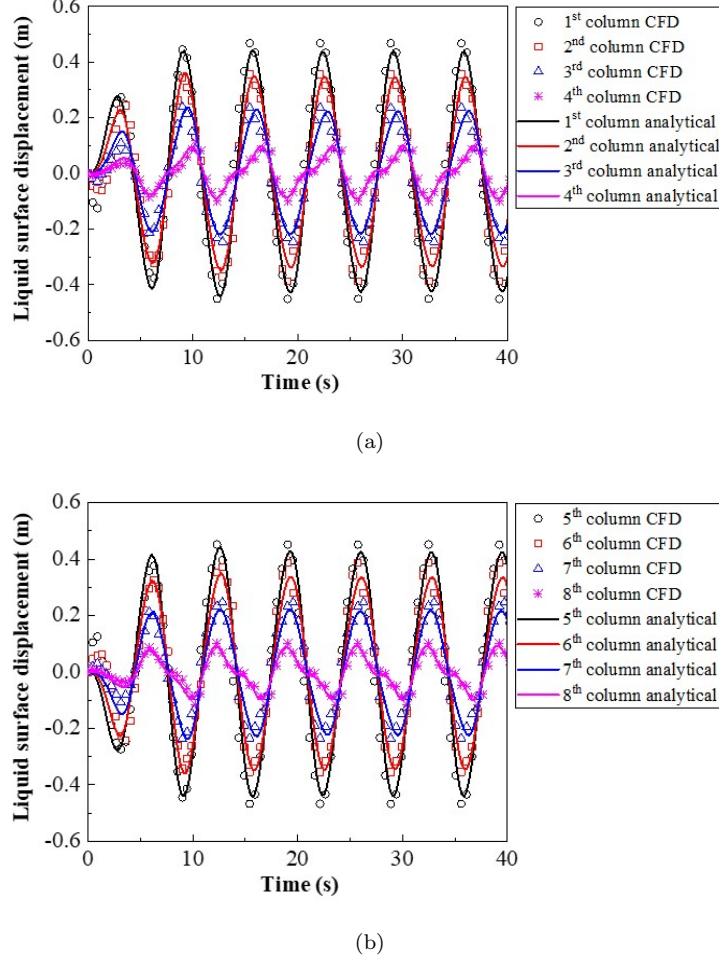 0.6
0.4
0.2
0.0
-0.2
-0.4
-0.6
Liquid surface displacement (m)
0 10 20 30 40
Time (s)
1st column CFD
2nd column CFD
3rd column CFD
4th column CFD
1st column analytical
2nd column analytical
3rd column analytical
4th column analytical
(a)
0.6
0.4
0.2
0.0
-0.2
-0.4
-0.6
Liquid surface displacement (m)
0 10 20 30 40
Time (s)
5th column CFD
6th column CFD
7th column CFD
8th column CFD
5th column analytical
6th column analytical
7th column analytical
8th column analytical
(b)